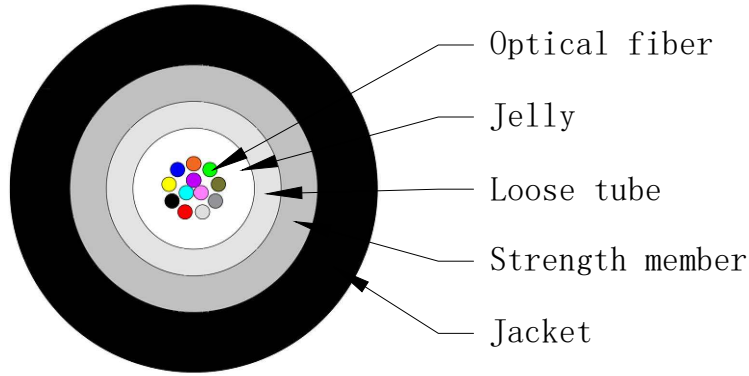 Optical fiber
Jelly
Loose tube
Strength member
Jacket